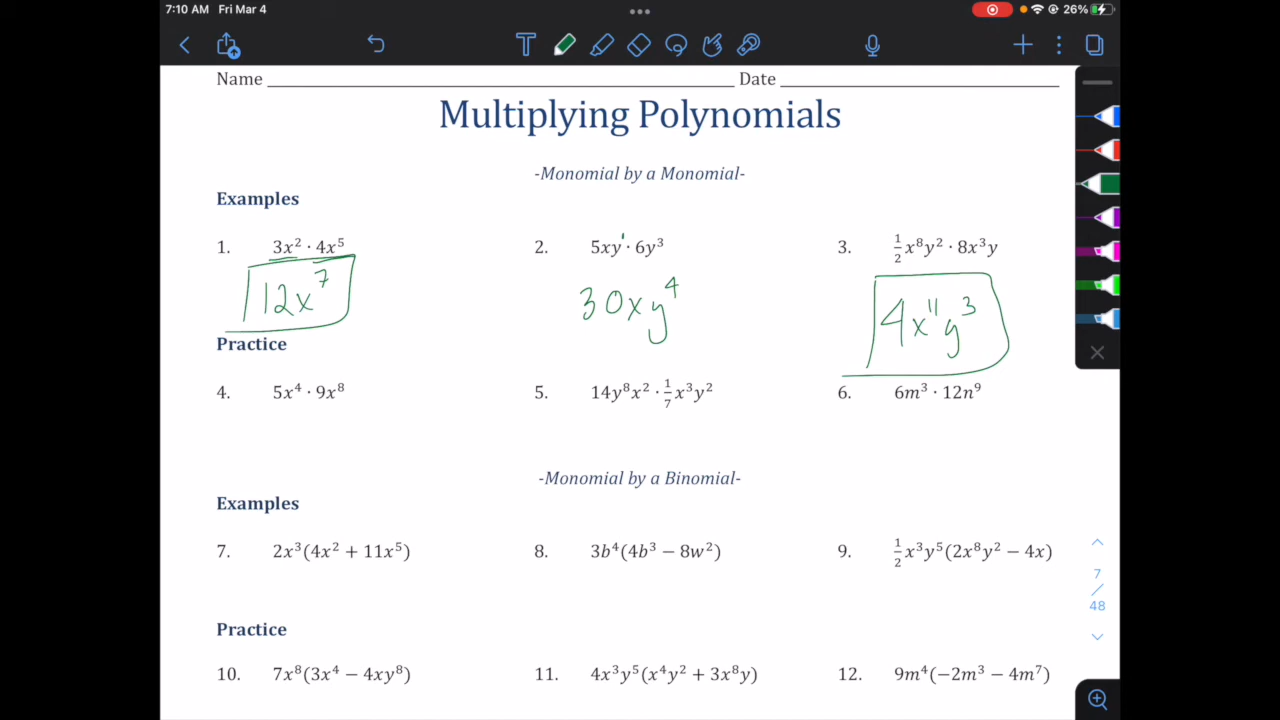 7:10 AM Fri Mar 4 26%
Name Date
Multiplying Polynomials
-Monomial by a Monomial-
Examples
1. 3x² · 4x⁵ 2. 5xy · 6y³ 3. ½x⁸y² · 8x³y
12x⁷ 30xy⁴ 4x¹¹y³
Practice
4. 5x⁴ · 9x⁸ 5. 14y⁸x² · ⅐x³y² 6. 6m³ · 12n⁹
-Monomial by a Binomial-
Examples
7. 2x³(4x² + 11x⁵) 8. 3b⁴(4b³ − 8w²) 9. ½x³y⁵(2x⁸y² − 4x)
7
/
48
Practice
10. 7x⁸(3x⁴ − 4xy⁸) 11. 4x³y⁵(x⁴y² + 3x⁸y) 12. 9m⁴(−2m³ − 4m⁷)